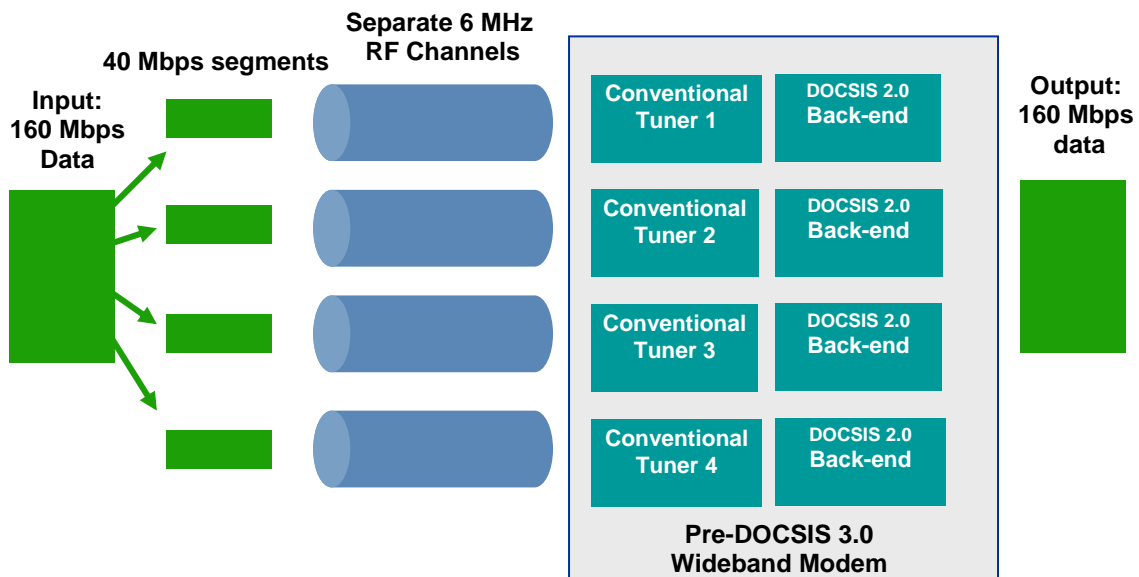 Separate 6 MHz
RF Channels
40 Mbps segments
Input:
160 Mbps
Data
Conventional
Tuner 1
DOCSIS 2.0
Back-end
Output:
160 Mbps
data
Conventional
Tuner 2
DOCSIS 2.0
Back-end
Conventional
Tuner 3
DOCSIS 2.0
Back-end
Conventional
Tuner 4
DOCSIS 2.0
Back-end
Pre-DOCSIS 3.0
Wideband Modem